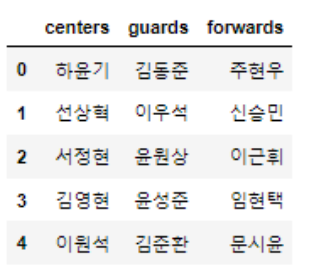 centers guards forwards
0 하윤기 김동준 주현우
1 선상혁 이우석 신승민
2 서정현 윤원상 이근휘
3 김영현 윤성준 임현택
4 이원석 김준환 문시윤